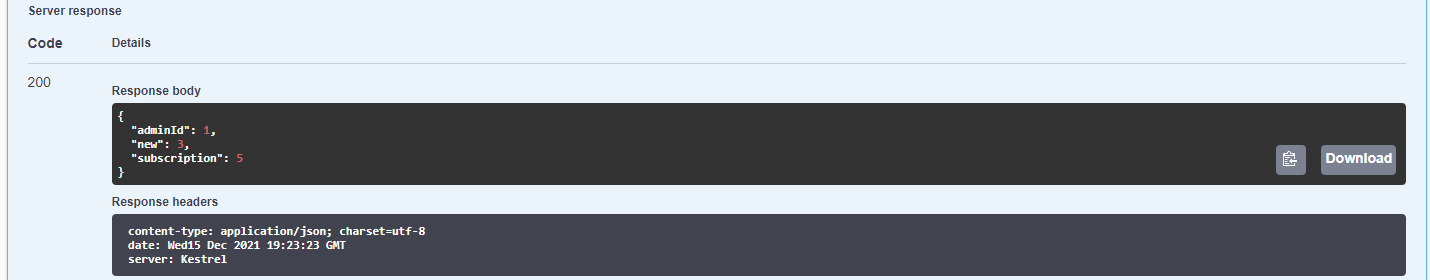 Server response
Code Details
200
Response body
{
  "adminId": 1,
  "new": 3,
  "subscription": 5
}
Download
Response headers
content-type: application/json; charset=utf-8
date: Wed15 Dec 2021 19:23:23 GMT
server: Kestrel